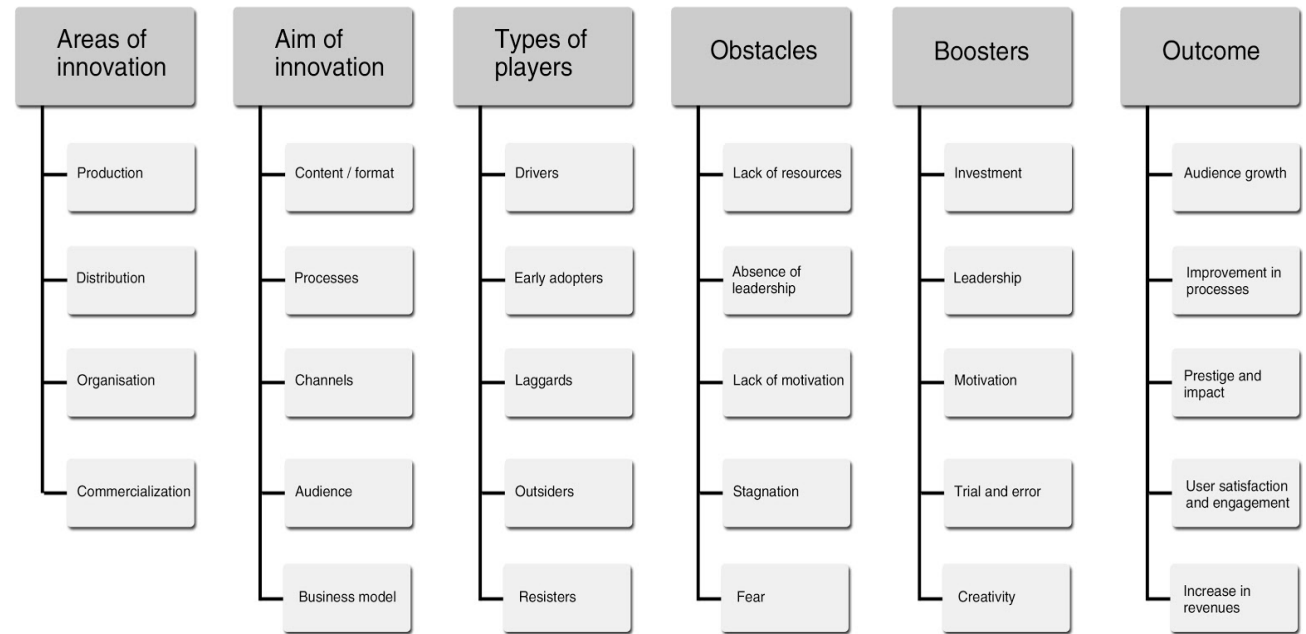 Areas of
innovation
Production
Distribution
Organisation
Commercialization
Aim of
innovation
Content / format
Processes
Channels
Audience
Business model
Types of
players
Drivers
Early adopters
Laggards
Outsiders
Resisters
Obstacles
Lack of resources
Absence of
leadership
Lack of motivation
Stagnation
Fear
Boosters
Investment
Leadership
Motivation
Trial and error
Creativity
Outcome
Audience growth
Improvement in
processes
Prestige and
impact
User satisfaction
and engagement
Increase in
revenues